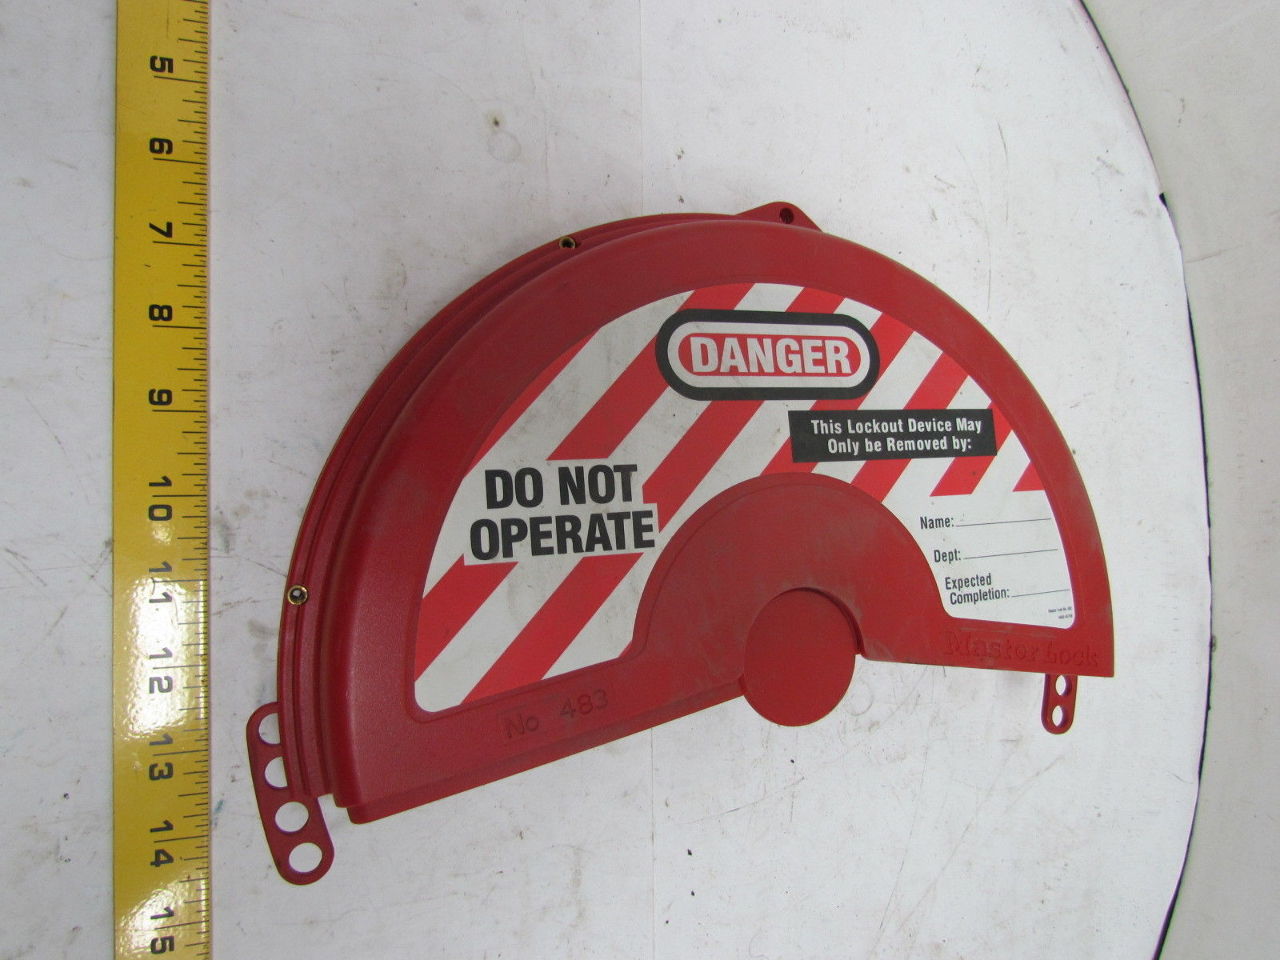 5
6
7
8
9
10
11
12
13
14
15
DANGER
This Lockout Device May
Only be Removed by:
DO NOT
OPERATE
Name:
Dept:
Expected
Completion:
Master Lock
No 483